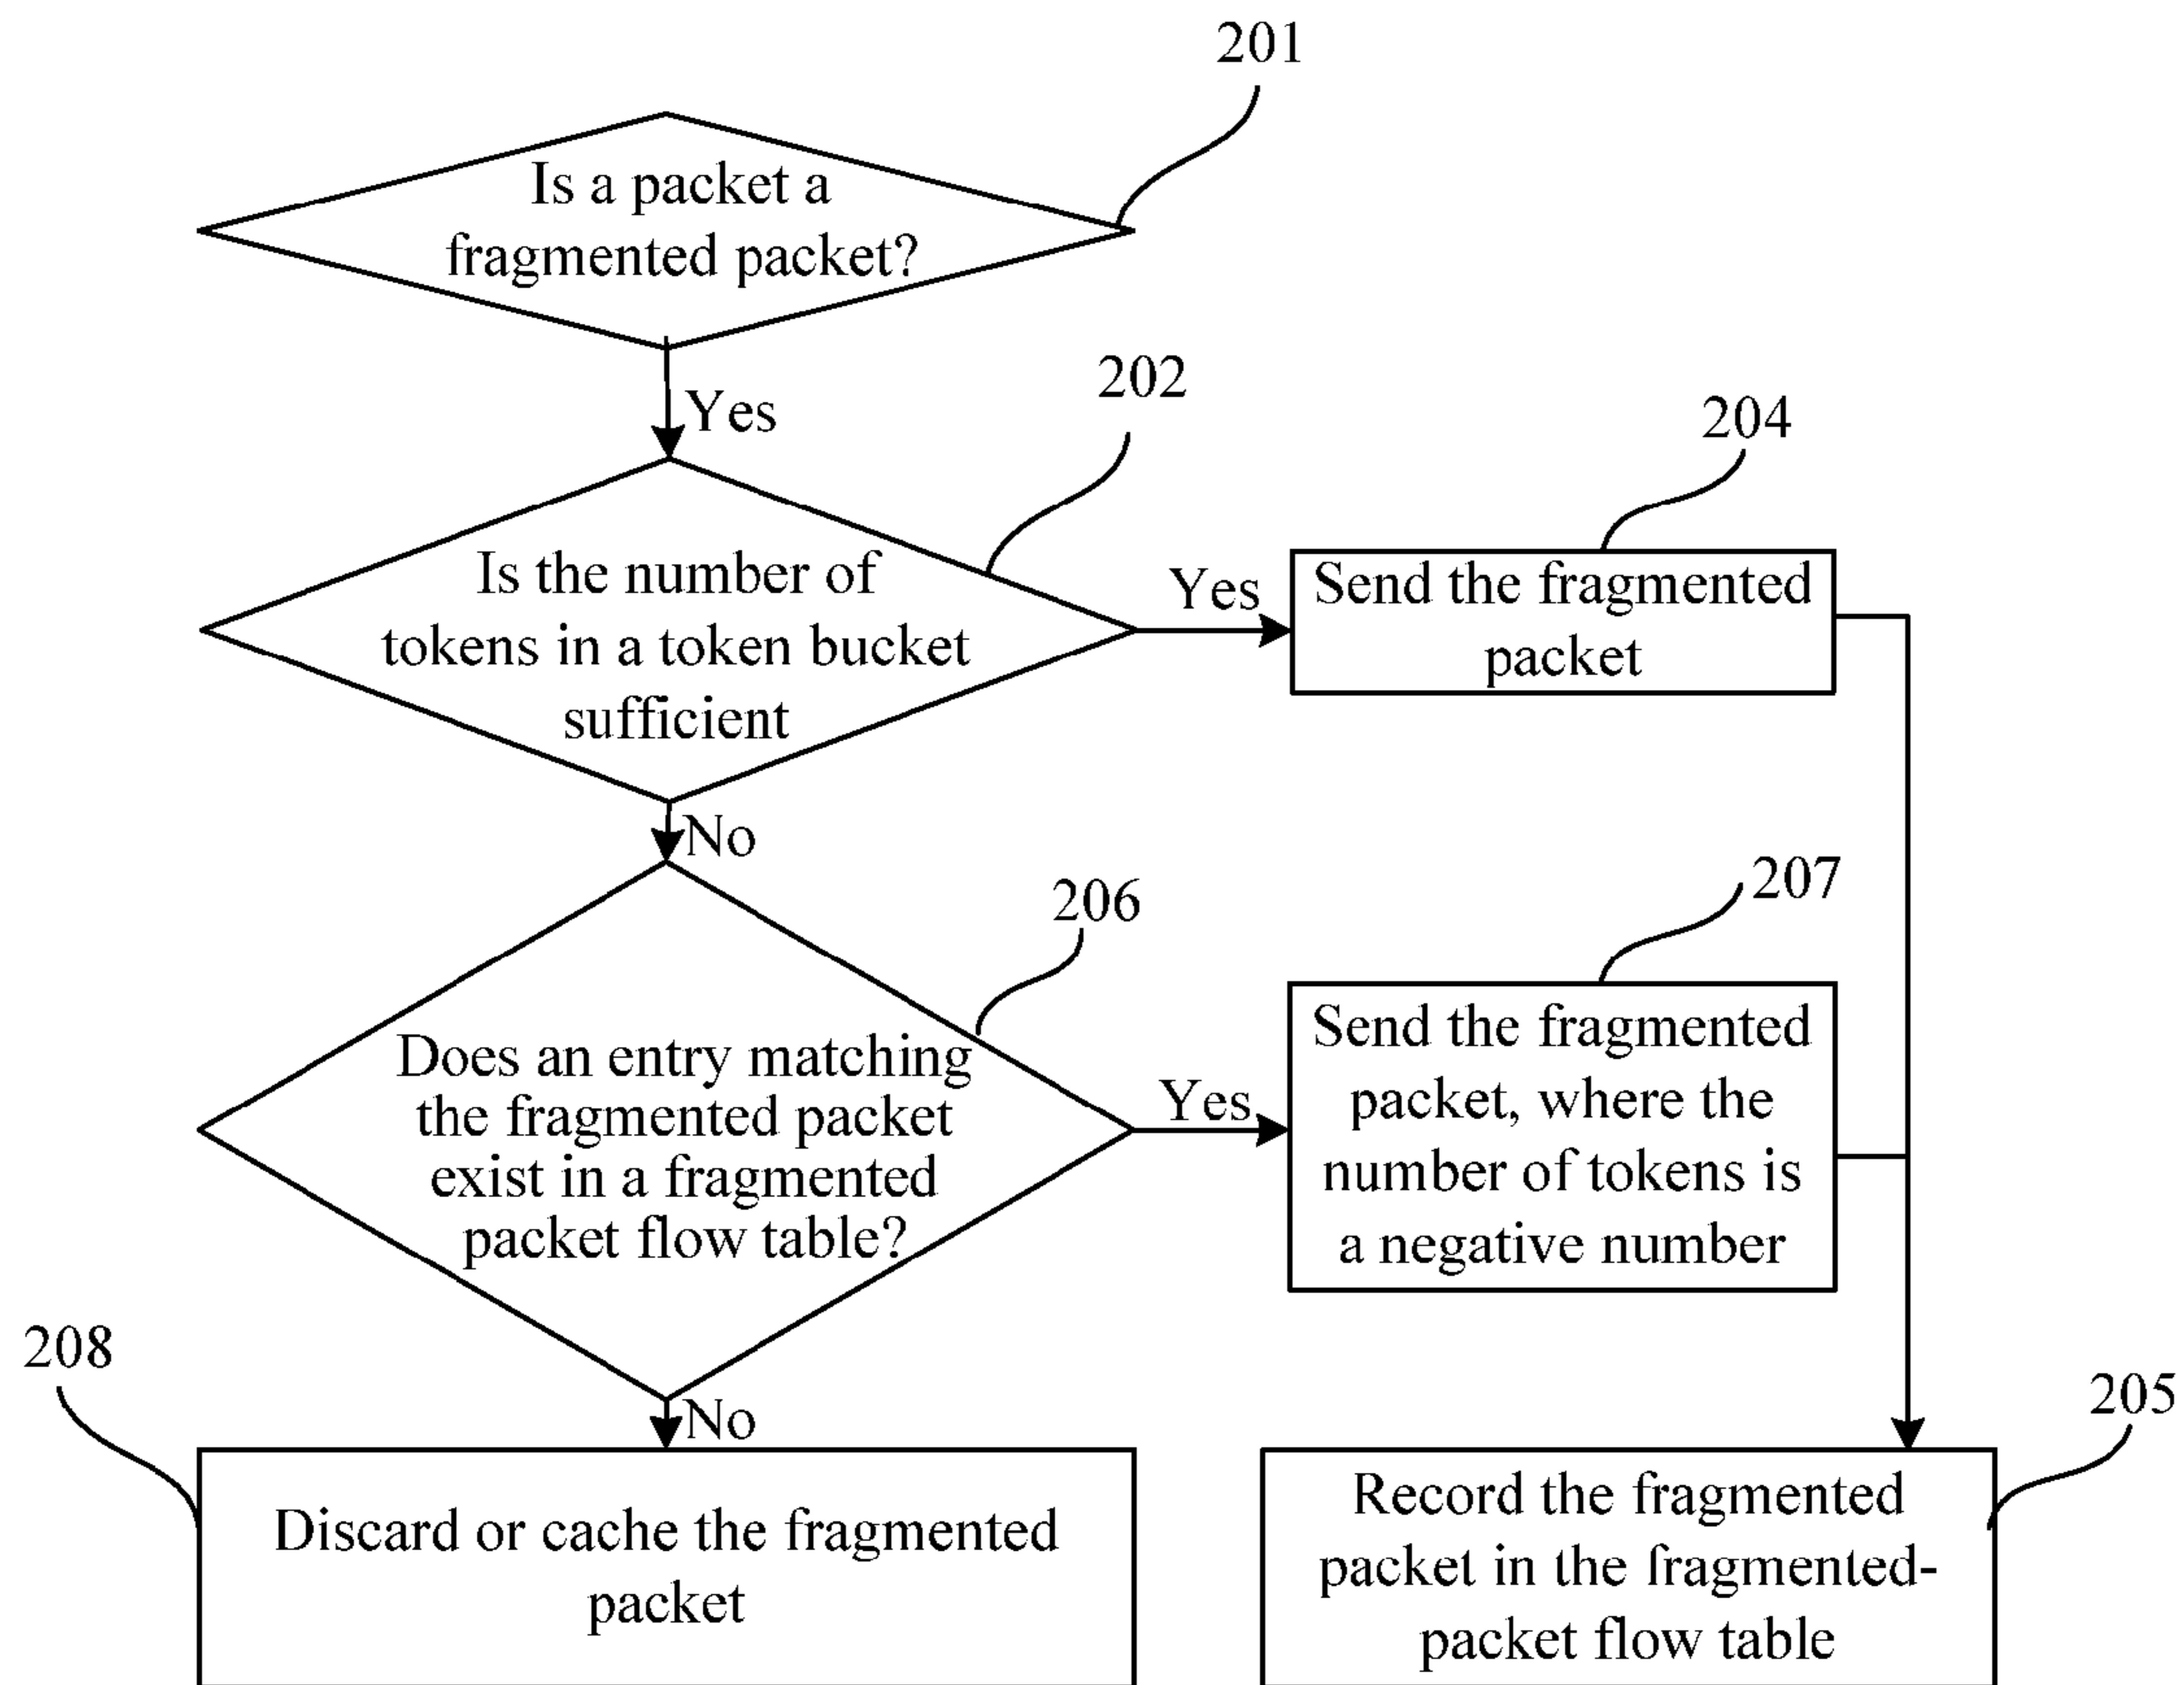 201
Is a packet a
fragmented packet?
Yes
202
204
Is the number of
tokens in a token bucket
sufficient
Yes
Send the fragmented
packet
No
206
207
Does an entry matching
the fragmented packet
exist in a fragmented
packet flow table?
Yes
Send the fragmented
packet, where the
number of tokens is
a negative number
208
No
205
Discard or cache the fragmented
packet
Record the fragmented
packet in the fragmented-
packet flow table